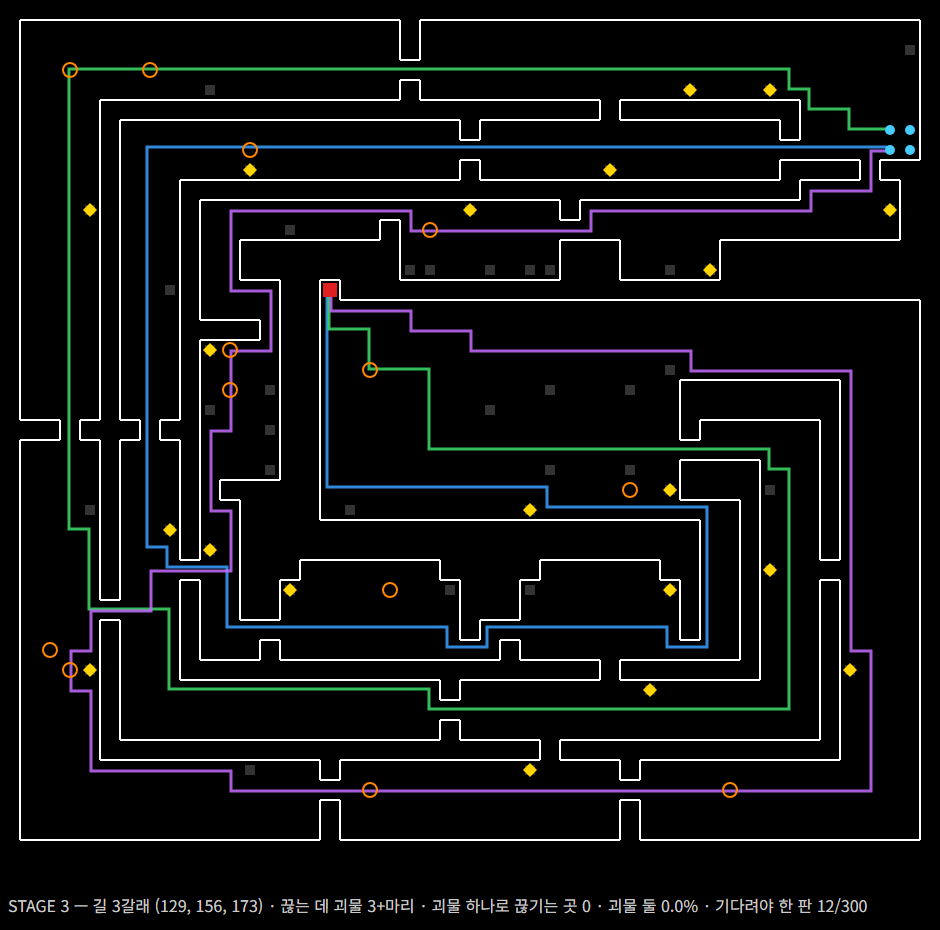 STAGE 3 — 길 3갈래 (129, 156, 173) · 끊는 데 괴물 3+마리 · 괴물 하나로 끊기는 곳 0 · 괴물 둘 0.0% · 기다려야 한 판 12/300